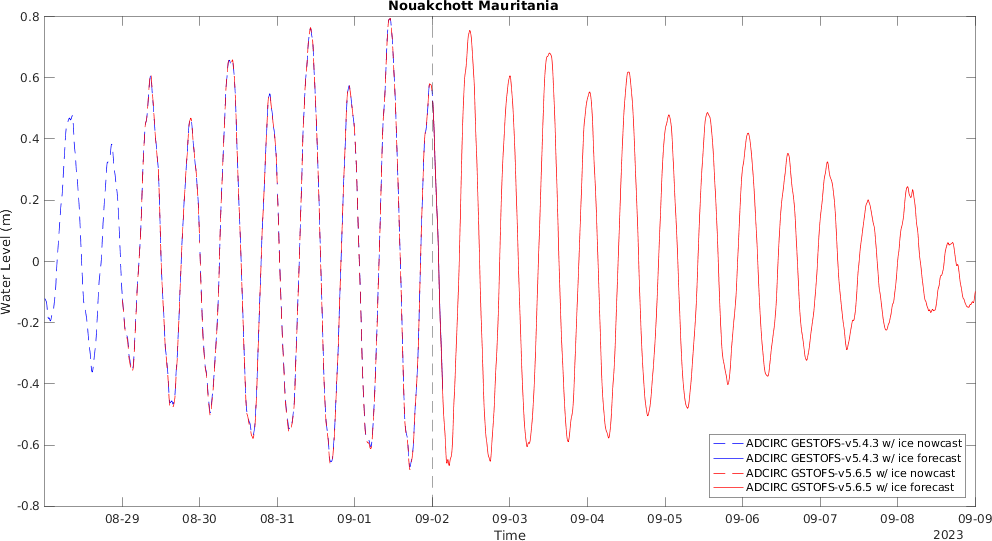 Nouakchott Mauritania
0.8
0.6
0.4
0.2
0
-0.2
-0.4
-0.6
-0.8
Water Level (m)
ADCIRC GESTOFS-v5.4.3 w/ ice nowcast
ADCIRC GESTOFS-v5.4.3 w/ ice forecast
ADCIRC GSTOFS-v5.6.5 w/ ice nowcast
ADCIRC GSTOFS-v5.6.5 w/ ice forecast
08-29 08-30 08-31 09-01 09-02 09-03 09-04 09-05 09-06 09-07 09-08 09-09
Time
2023